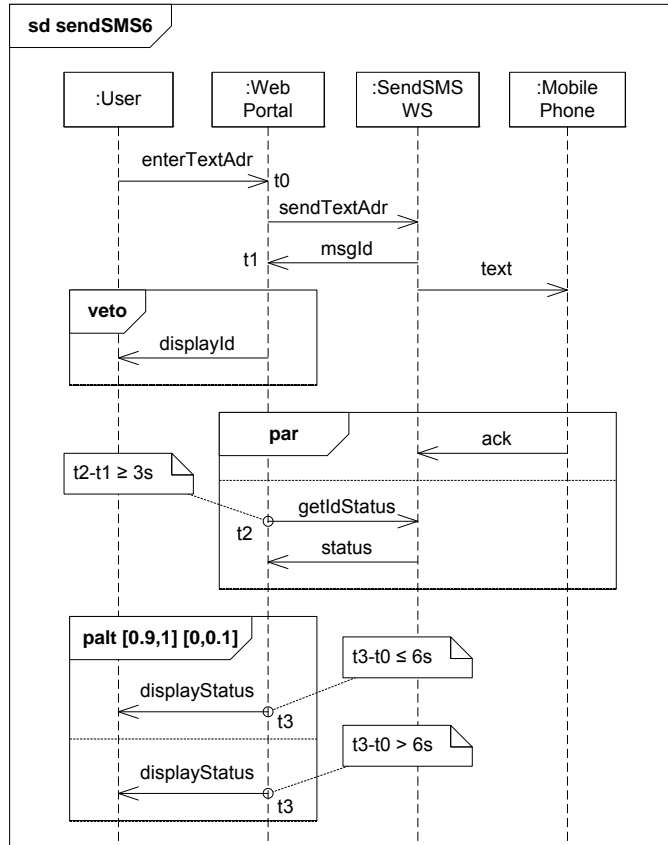 sd sendSMS6
:User
:Web
Portal
:SendSMS
WS
:Mobile
Phone
enterTextAdr
t0
sendTextAdr
t1
msgId
text
veto
displayId
par
ack
t2-t1 ≥ 3s
getIdStatus
t2
status
palt [0.9,1] [0,0.1]
t3-t0 ≤ 6s
displayStatus
t3
t3-t0 > 6s
displayStatus
t3